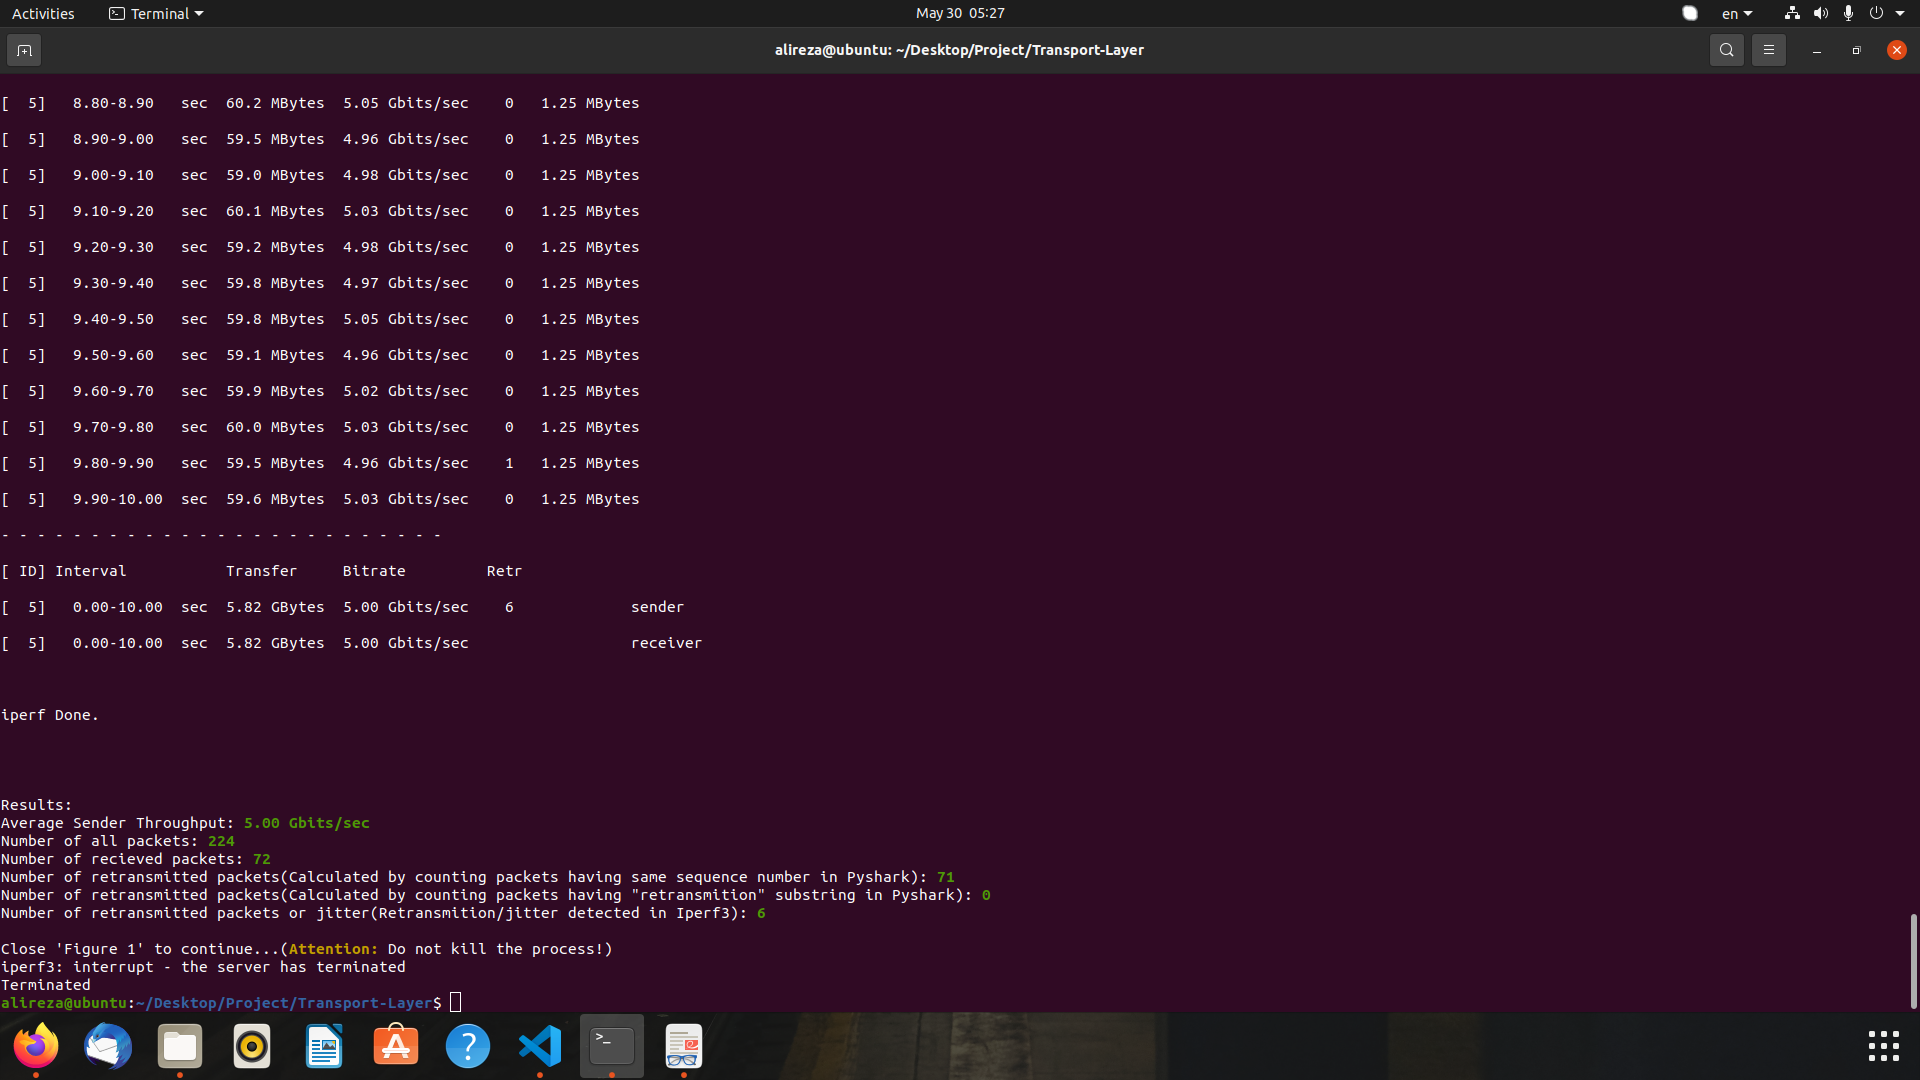 Activities Terminal May 30 05:27 en
alireza@ubuntu: ~/Desktop/Project/Transport-Layer
[  5]   8.80-8.90   sec  60.2 MBytes  5.05 Gbits/sec    0   1.25 MBytes
[  5]   8.90-9.00   sec  59.5 MBytes  4.96 Gbits/sec    0   1.25 MBytes
[  5]   9.00-9.10   sec  59.0 MBytes  4.98 Gbits/sec    0   1.25 MBytes
[  5]   9.10-9.20   sec  60.1 MBytes  5.03 Gbits/sec    0   1.25 MBytes
[  5]   9.20-9.30   sec  59.2 MBytes  4.98 Gbits/sec    0   1.25 MBytes
[  5]   9.30-9.40   sec  59.8 MBytes  4.97 Gbits/sec    0   1.25 MBytes
[  5]   9.40-9.50   sec  59.8 MBytes  5.05 Gbits/sec    0   1.25 MBytes
[  5]   9.50-9.60   sec  59.1 MBytes  4.96 Gbits/sec    0   1.25 MBytes
[  5]   9.60-9.70   sec  59.9 MBytes  5.02 Gbits/sec    0   1.25 MBytes
[  5]   9.70-9.80   sec  60.0 MBytes  5.03 Gbits/sec    0   1.25 MBytes
[  5]   9.80-9.90   sec  59.5 MBytes  4.96 Gbits/sec    1   1.25 MBytes
[  5]   9.90-10.00  sec  59.6 MBytes  5.03 Gbits/sec    0   1.25 MBytes
- - - - - - - - - - - - - - - - - - - - - - - - -
[ ID] Interval           Transfer     Bitrate         Retr
[  5]   0.00-10.00  sec  5.82 GBytes  5.00 Gbits/sec    6             sender
[  5]   0.00-10.00  sec  5.82 GBytes  5.00 Gbits/sec                  receiver
iperf Done.
Results:
Average Sender Throughput: 5.00 Gbits/sec
Number of all packets: 224
Number of recieved packets: 72
Number of retransmitted packets(Calculated by counting packets having same sequence number in Pyshark): 71
Number of retransmitted packets(Calculated by counting packets having "retransmition" substring in Pyshark): 0
Number of retransmitted packets or jitter(Retransmition/jitter detected in Iperf3): 6
Close 'Figure 1' to continue...(Attention: Do not kill the process!)
iperf3: interrupt - the server has terminated
Terminated
alireza@ubuntu:~/Desktop/Project/Transport-Layer$